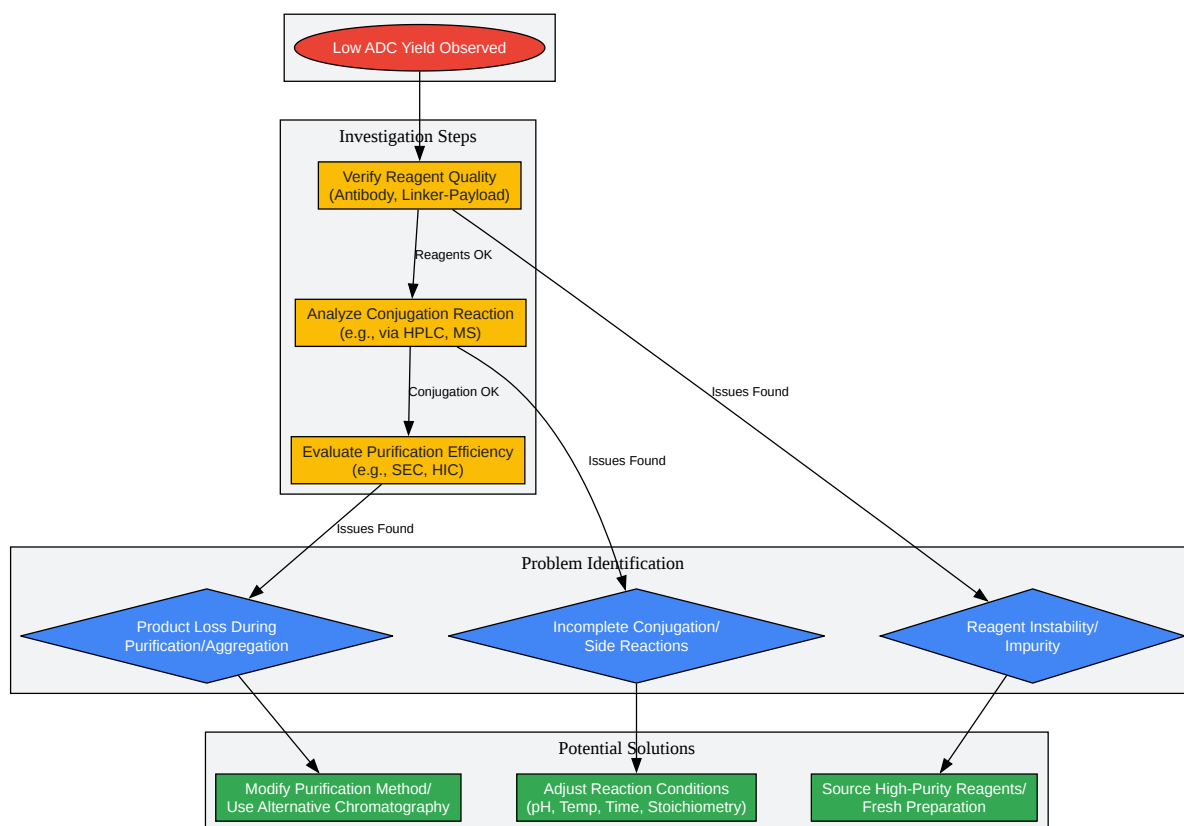 Low ADC Yield Observed
Investigation Steps
Verify Reagent Quality
(Antibody, Linker-Payload)
Reagents OK
Analyze Conjugation Reaction
(e.g., via HPLC, MS)
Issues Found
Conjugation OK
Evaluate Purification Efficiency
(e.g., SEC, HIC)
Issues Found
Issues Found
Problem Identification
Product Loss During
Purification/Aggregation
Incomplete Conjugation/
Side Reactions
Reagent Instability/
Impurity
Potential Solutions
Modify Purification Method/
Use Alternative Chromatography
Adjust Reaction Conditions
(pH, Temp, Time, Stoichiometry)
Source High-Purity Reagents/
Fresh Preparation